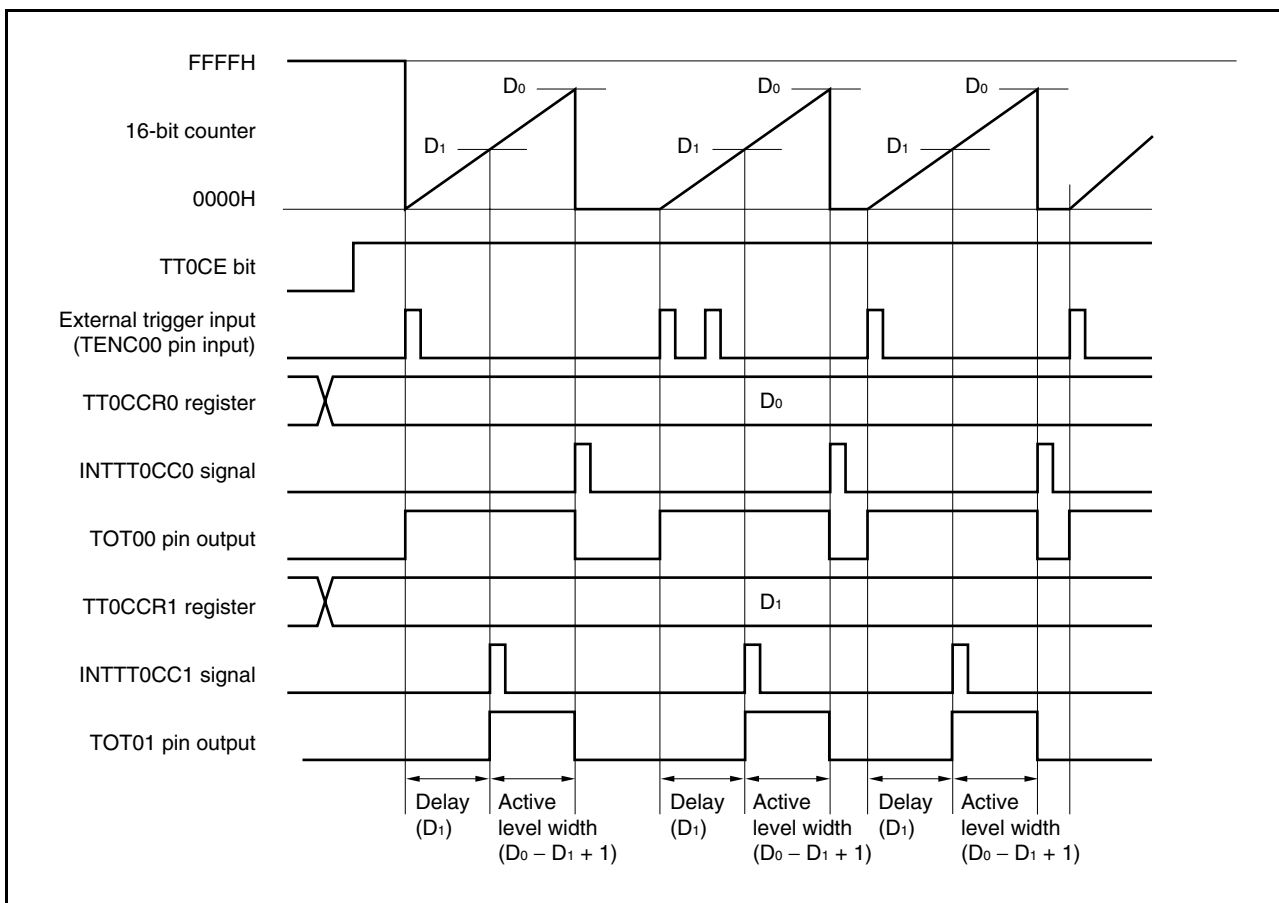 FFFFH
D0 D0 D0
16-bit counter
D1 D1 D1
0000H
TT0CE bit
External trigger input
(TENC00 pin input)
TT0CCR0 register
D0
INTTT0CC0 signal
TOT00 pin output
TT0CCR1 register
D1
INTTT0CC1 signal
TOT01 pin output
Delay
(D1)
Active
level width
(D0 − D1 + 1)
Delay
(D1)
Active
level width
(D0 − D1 + 1)
Delay
(D1)
Active
level width
(D0 − D1 + 1)